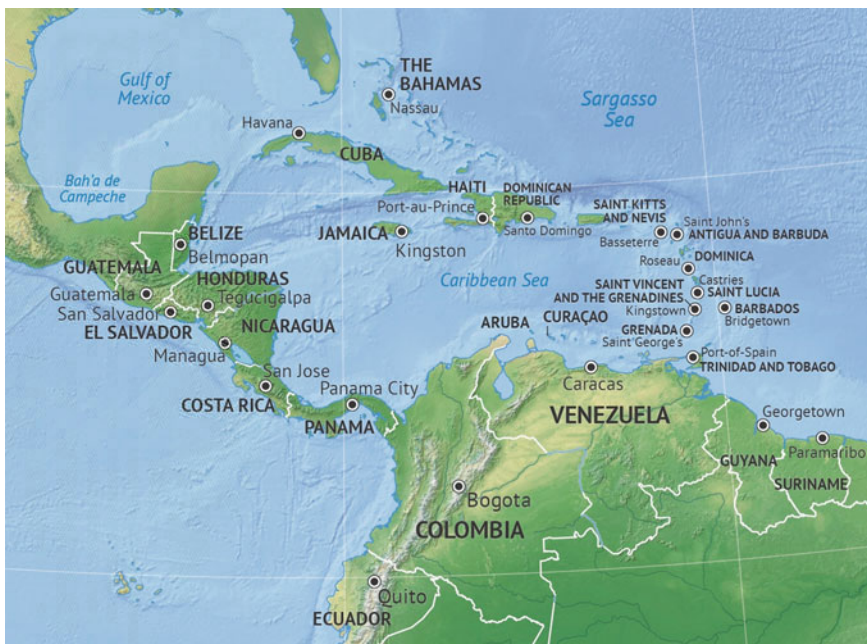 THE
BAHAMAS
Nassau
Gulf of
Mexico
Sargasso
Sea
Havana
CUBA
Bah'a de
Campeche
HAITI
Port-au-Prince
DOMINICAN
REPUBLIC
Santo Domingo
SAINT KITTS
AND NEVIS
Basseterre
Saint John's
ANTIGUA AND BARBUDA
BELIZE
Belmopan
JAMAICA
Kingston
DOMINICA
Roseau
GUATEMALA
Guatemala
HONDURAS
Tegucigalpa
Caribbean Sea
Castries
SAINT LUCIA
SAINT VINCENT
AND THE GRENADINES
Kingstown
BARBADOS
Bridgetown
San Salvador
EL SALVADOR
NICARAGUA
Managua
ARUBA
CURAÇAO
GRENADA
Saint George's
Port-of-Spain
TRINIDAD AND TOBAGO
San Jose
COSTA RICA
Panama City
PANAMA
Caracas
VENEZUELA
Georgetown
Paramaribo
GUYANA
SURINAME
Bogota
COLOMBIA
Quito
ECUADOR